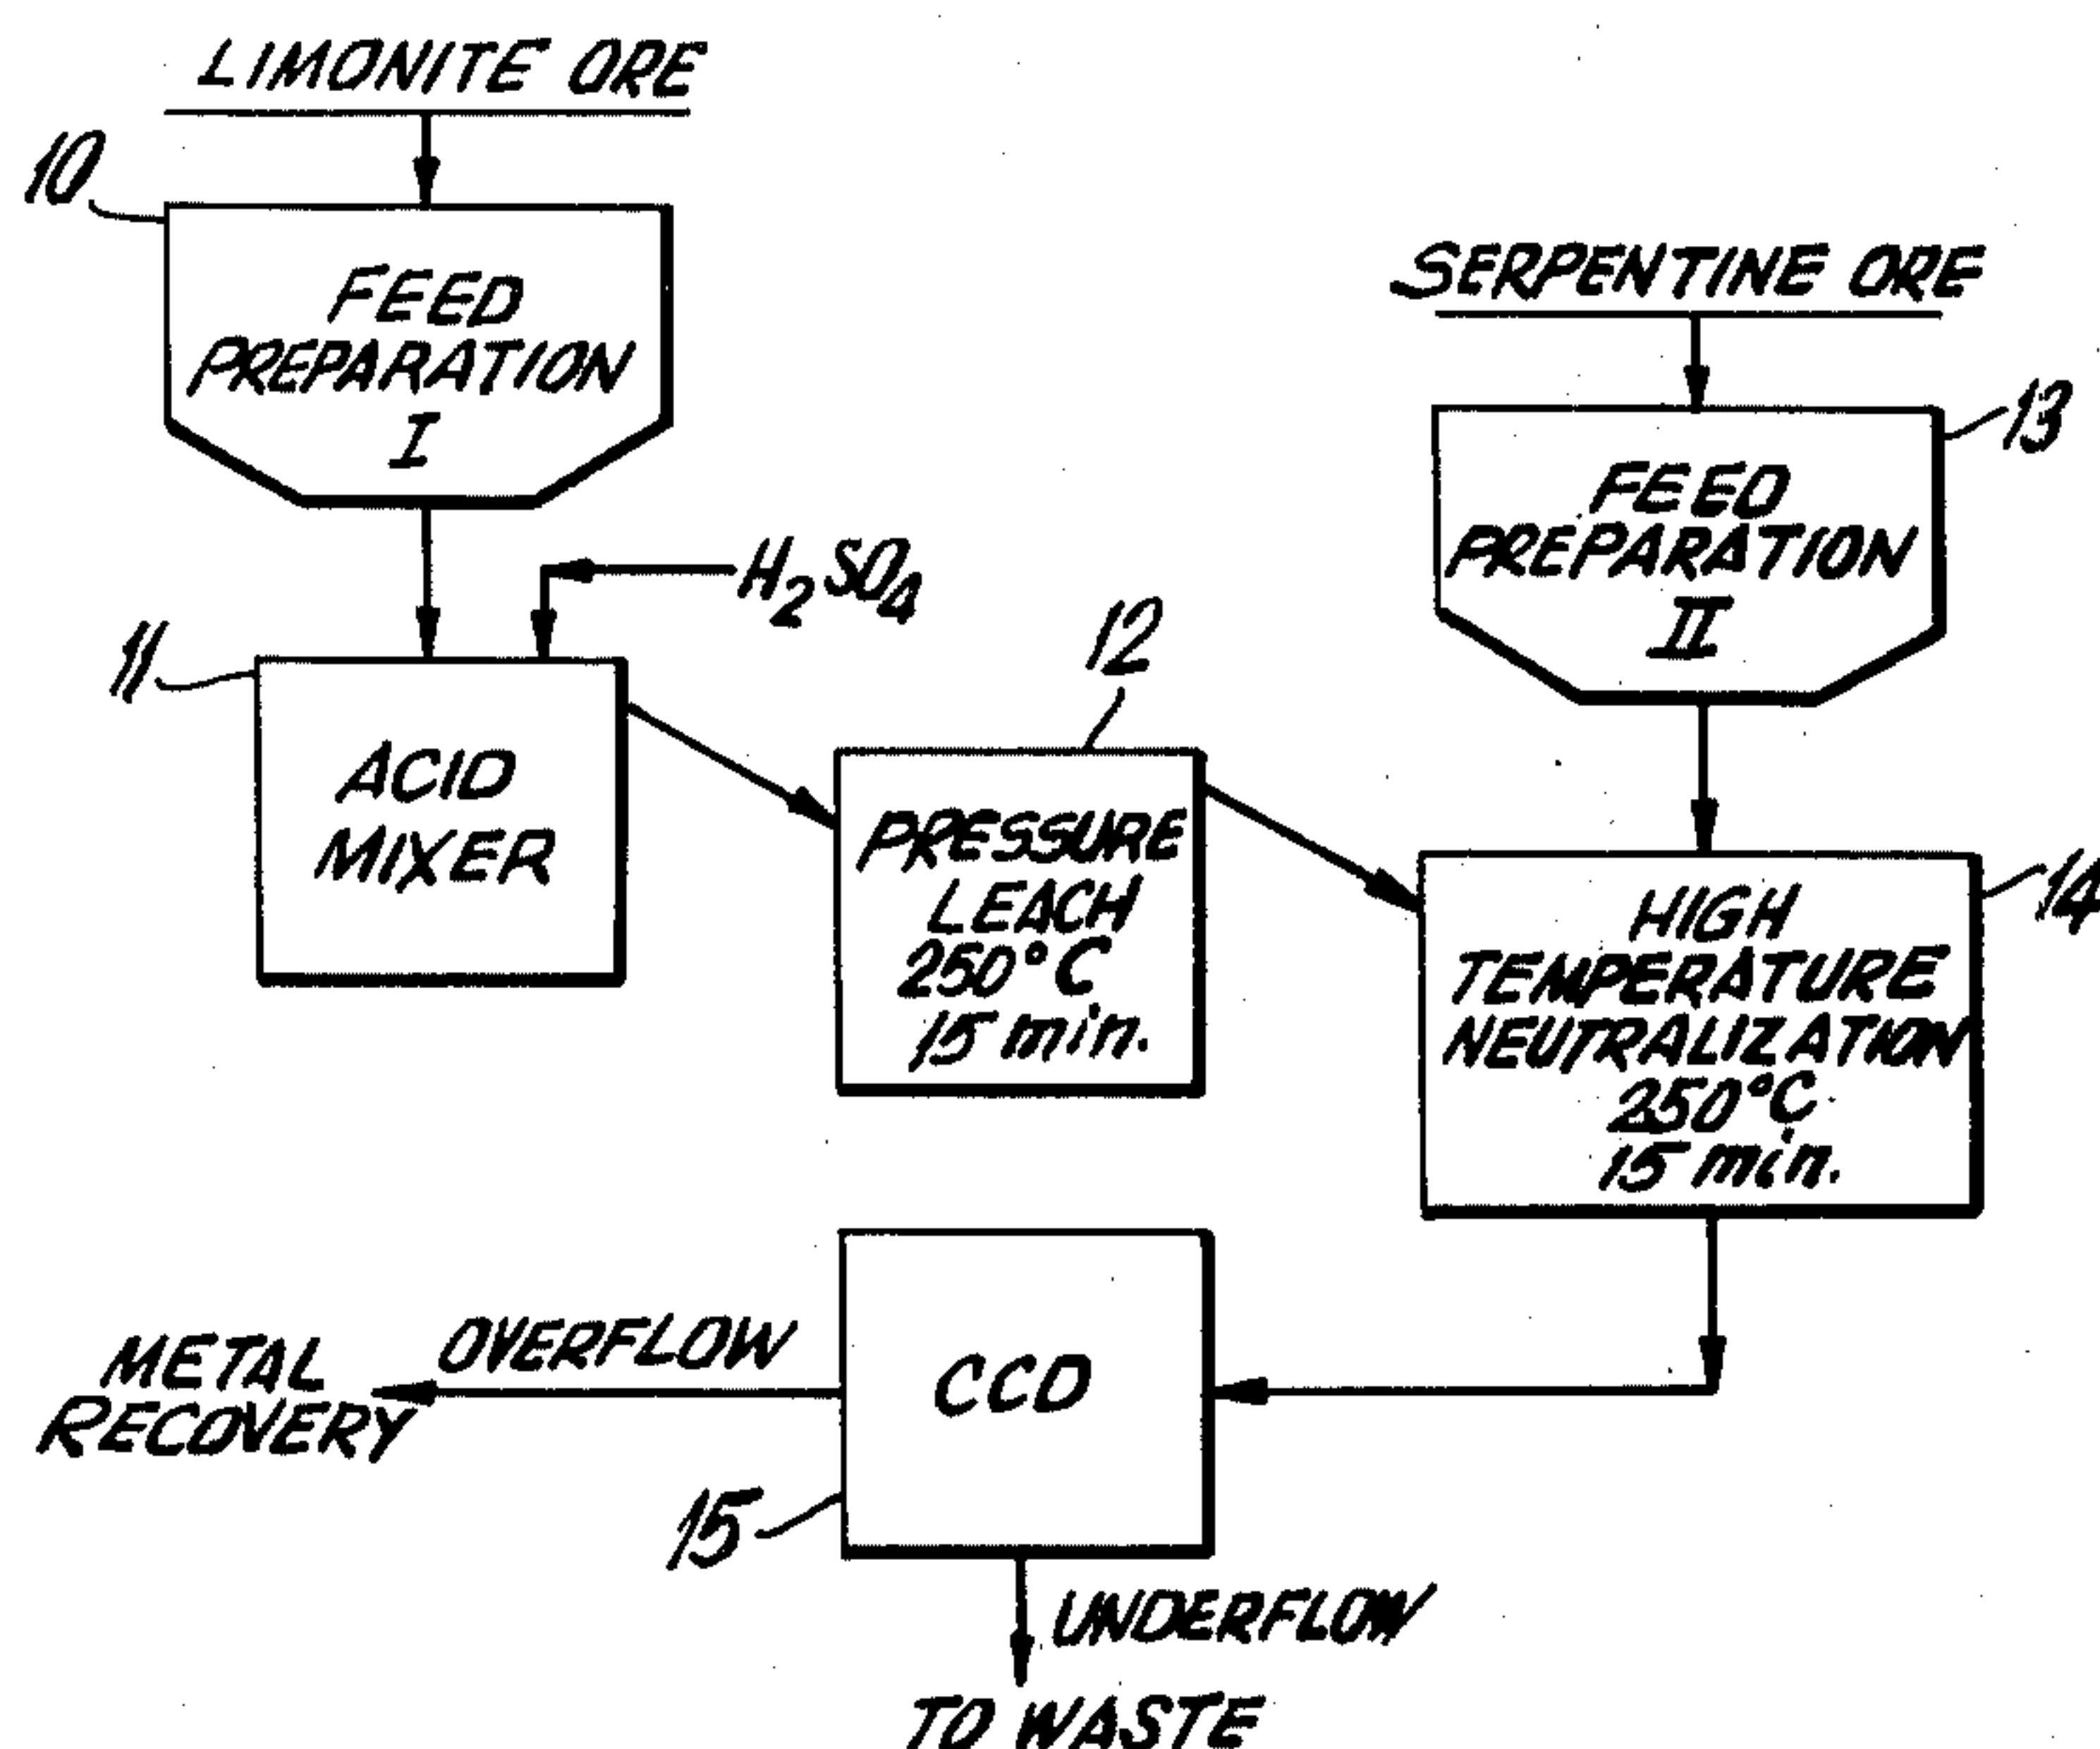 LIMONITE ORE
10
FEED
PREPARATION
I
H2SO4
11
ACID
MIXER
12
PRESSURE
LEACH
250°C
15 min.
SERPENTINE ORE
13
FEED
PREPARATION
II
14
HIGH
TEMPERATURE
NEUTRALIZATION
250°C
15 min.
CCD
15
OVERFLOW
METAL
RECOVERY
UNDERFLOW
TO WASTE